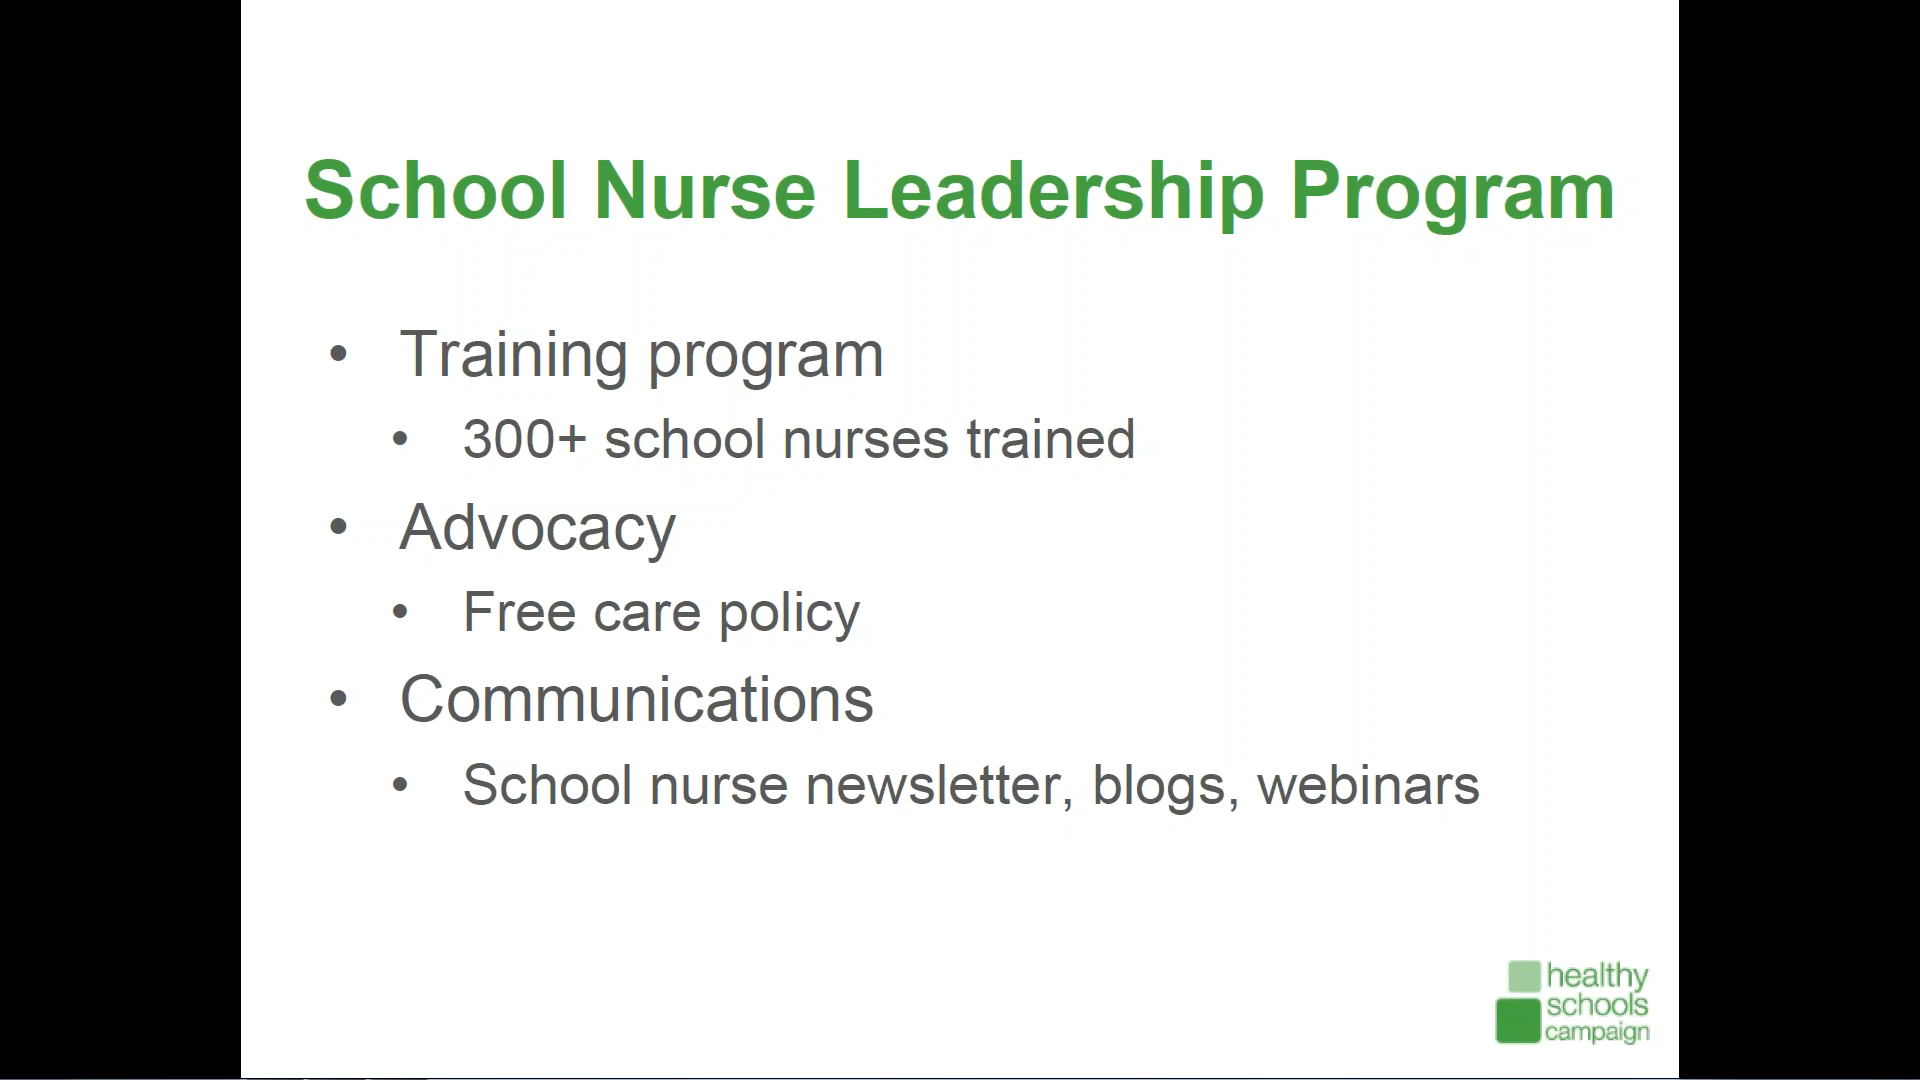 School Nurse Leadership Program
• Training program
• 300+ school nurses trained
• Advocacy
• Free care policy
• Communications
• School nurse newsletter, blogs, webinars
healthy
schools
campaign